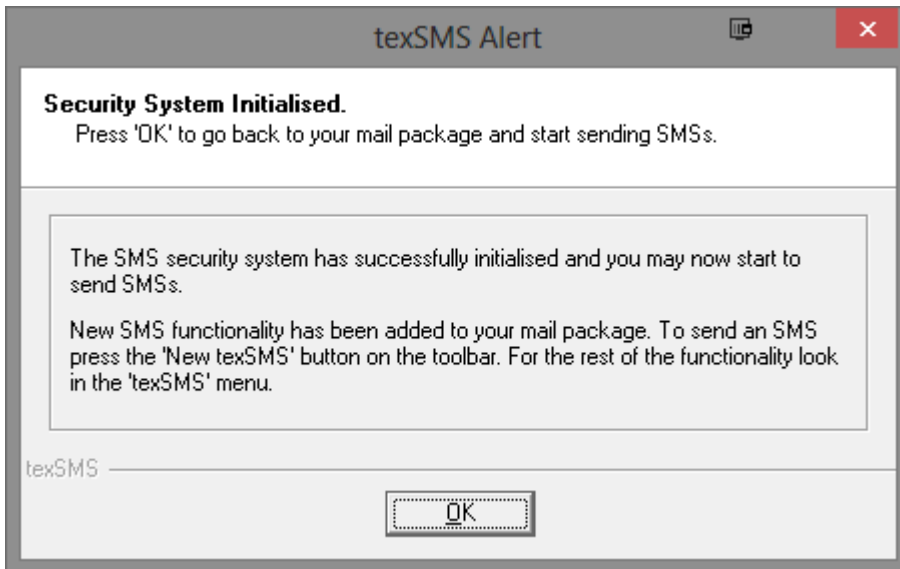 texSMS Alert
Security System Initialised.
Press 'OK' to go back to your mail package and start sending SMSs.
The SMS security system has successfully initialised and you may now start to
send SMSs.
New SMS functionality has been added to your mail package. To send an SMS
press the 'New texSMS' button on the toolbar. For the rest of the functionality look
in the 'texSMS' menu.
texSMS
OK